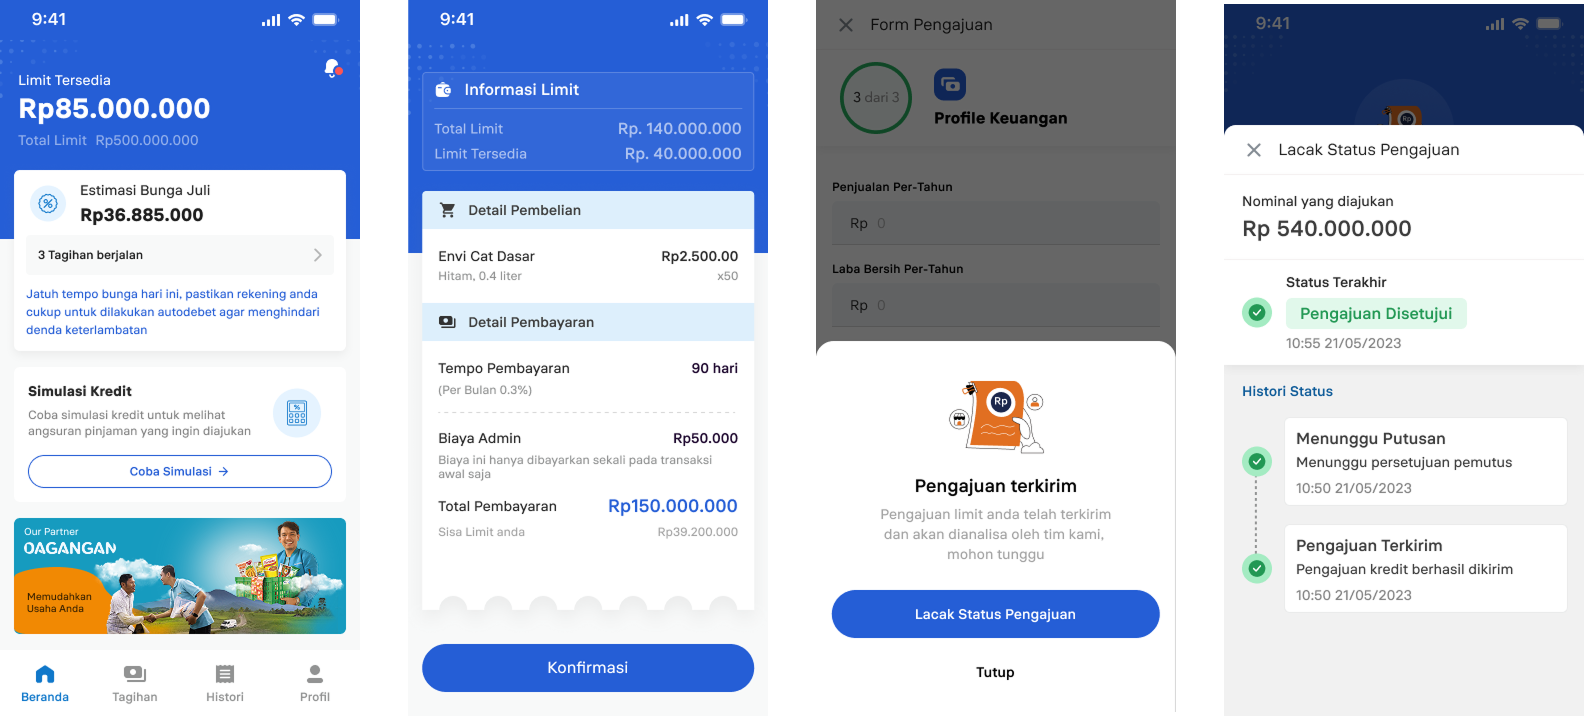 9:41
Limit Tersedia
Rp85.000.000
Total Limit Rp500.000.000
Estimasi Bunga Juli
Rp36.885.000
3 Tagihan berjalan
Jatuh tempo bunga hari ini, pastikan rekening anda
cukup untuk dilakukan autodebet agar menghindari
denda keterlambatan
Simulasi Kredit
Coba simulasi kredit untuk melihat
angsuran pinjaman yang ingin diajukan
Coba Simulasi →
Our Partner
DAGANGAN
Memudahkan
Usaha Anda
Beranda Tagihan Histori Profil
9:41
Informasi Limit
Total Limit Rp. 140.000.000
Limit Tersedia Rp. 40.000.000
Detail Pembelian
Envi Cat Dasar Rp2.500.00
Hitam, 0.4 liter x50
Detail Pembayaran
Tempo Pembayaran 90 hari
(Per Bulan 0.3%)
Biaya Admin Rp50.000
Biaya ini hanya dibayarkan sekali pada transaksi
awal saja
Total Pembayaran Rp150.000.000
Sisa Limit anda Rp39.200.000
Konfirmasi
Form Pengajuan
3 dari 3
Profile Keuangan
Penjualan Per-Tahun
Rp 0
Laba Bersih Per-Tahun
Rp 0
Rp
Pengajuan terkirim
Pengajuan limit anda telah terkirim
dan akan dianalisa oleh tim kami,
mohon tunggu
Lacak Status Pengajuan
Tutup
9:41
Rp
Lacak Status Pengajuan
Nominal yang diajukan
Rp 540.000.000
Status Terakhir
Pengajuan Disetujui
10:55 21/05/2023
Histori Status
Menunggu Putusan
Menunggu persetujuan pemutus
10:50 21/05/2023
Pengajuan Terkirim
Pengajuan kredit berhasil dikirim
10:50 21/05/2023